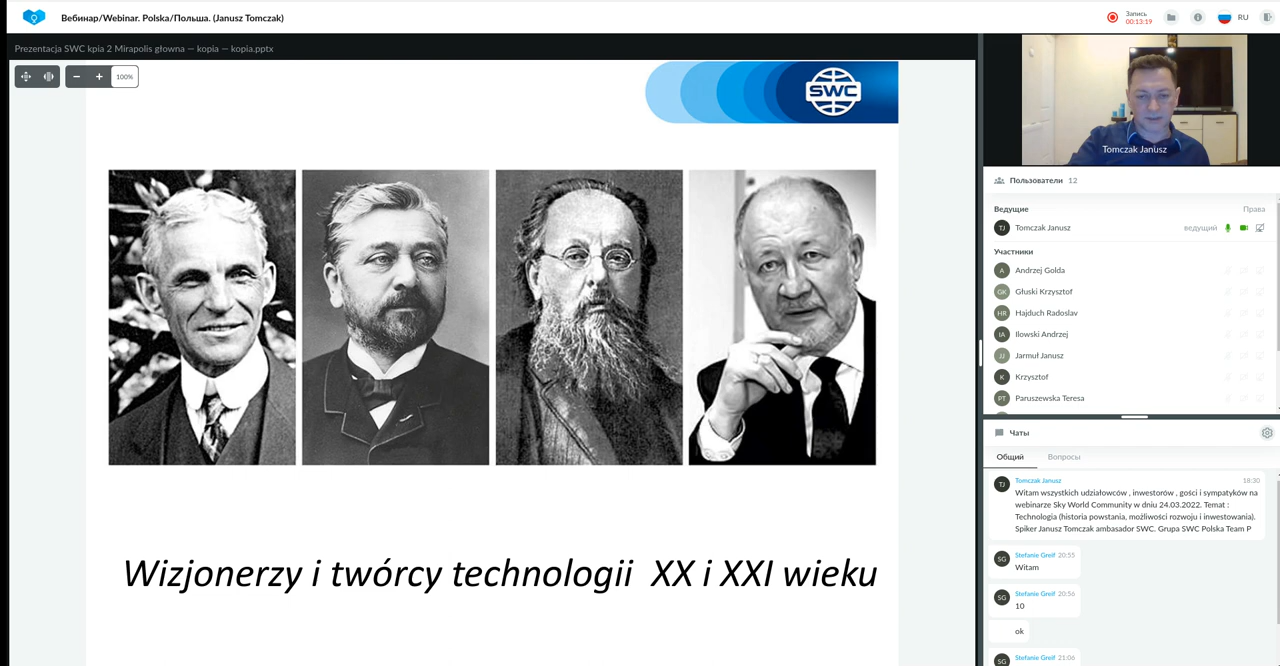 Вебинар/Webinar. Polska/Польша. (Janusz Tomczak)
Запись
00:13:19
RU
Prezentacja SWC kpia 2 Mirapolis głowna — kopia — kopia.pptx
100%
SWC
Wizjonerzy i twórcy technologii XX i XXI wieku
Tomczak Janusz
Пользователи 12
Ведущие Права
TJ Tomczak Janusz ведущий
Участники
A Andrzej Golda
GK Głuski Krzysztof
HR Hajduch Radoslav
IA Ilowski Andrzej
JJ Jarmuł Janusz
K Krzysztof
PT Paruszewska Teresa
Чаты
Общий Вопросы
TJ Tomczak Janusz 18:30
Witam wszystkich udziałowców , inwestorów , gości i sympatyków na
webinarze Sky World Community w dniu 24.03.2022. Temat :
Technologia (historia powstania, możliwości rozwoju i inwestowania).
Spiker Janusz Tomczak ambasador SWC. Grupa SWC Polska Team P
SG Stefanie Greif 20:55
Witam
SG Stefanie Greif 20:56
10
ok
SG Stefanie Greif 21:06